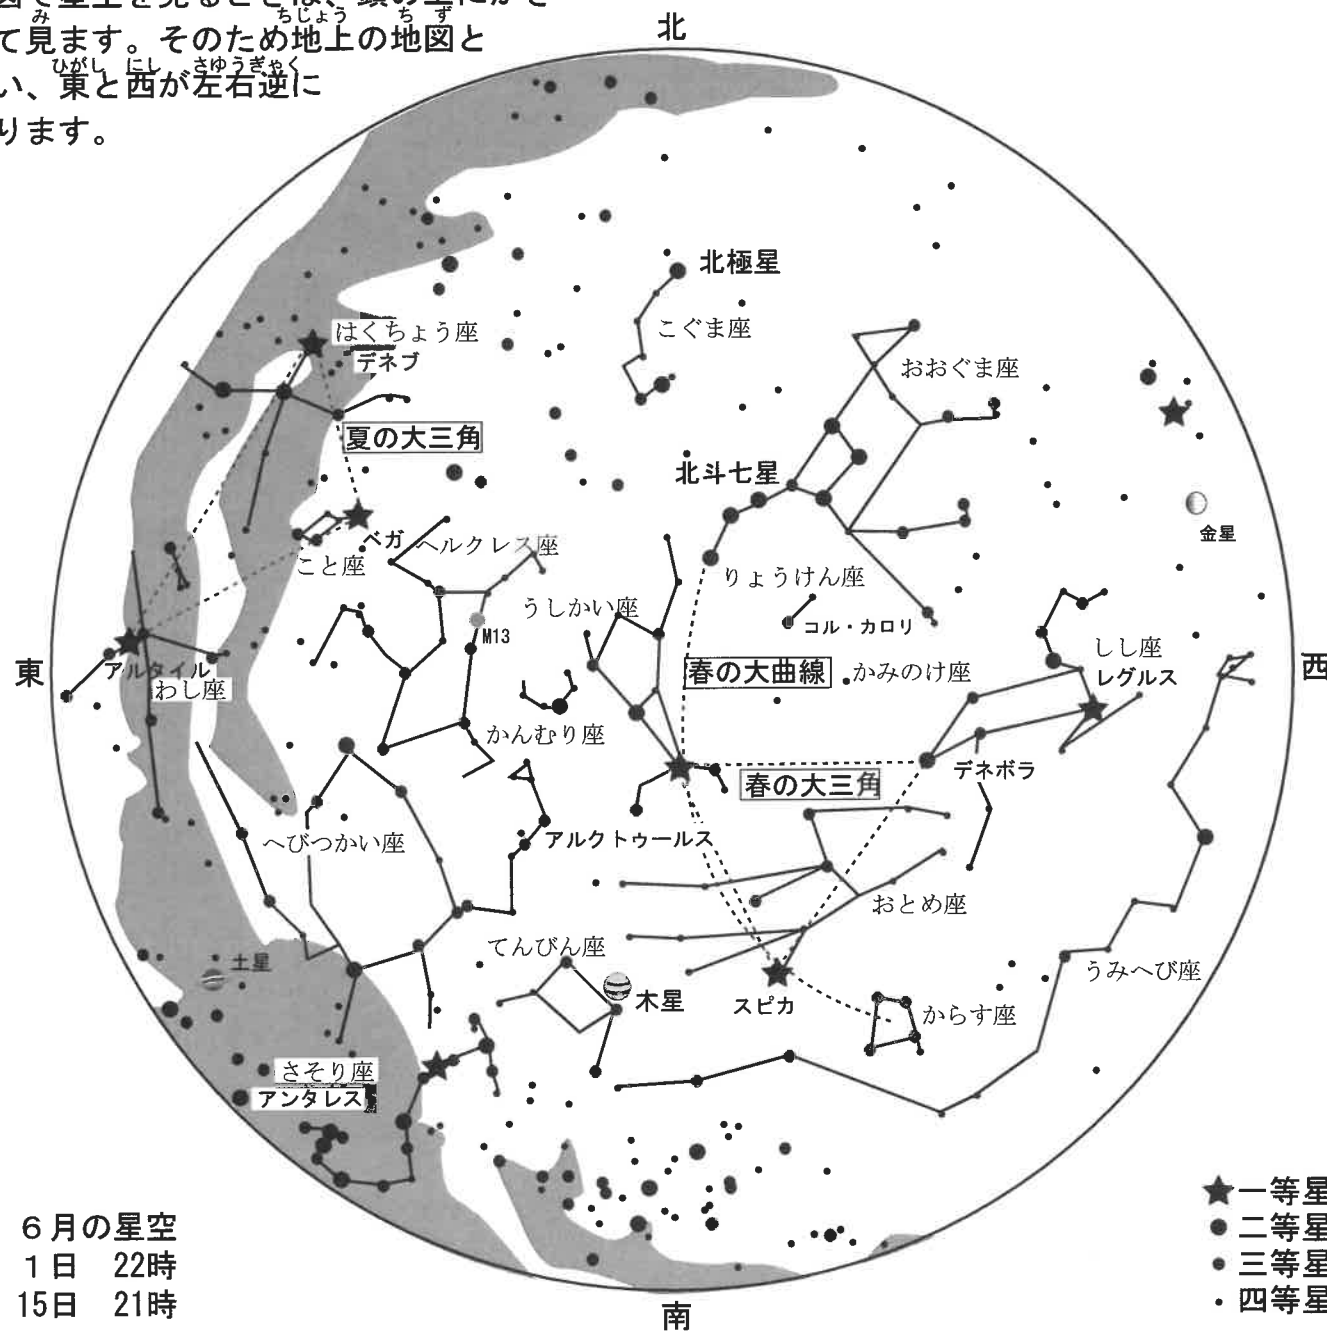 て見ます。そのため地上の地図と
い、東と西が左右逆に
ります。
北
北極星
こぐま座
はくちょう座
デネブ
おおぐま座
夏の大三角
北斗七星
金星
ベガ
ヘルクレス座
こと座
りょうけん座
うしかい座
コル・カロリ
M13
しし座
レグルス
東
西
アルタイル
わし座
春の大曲線
かみのけ座
かんむり座
デネボラ
春の大三角
へびつかい座
アルクトゥールス
おとめ座
てんびん座
土星
うみへび座
木星
スピカ
からす座
さそり座
アンタレス
６月の星空
１日 22時
15日 21時
一等星
二等星
三等星
四等星
南